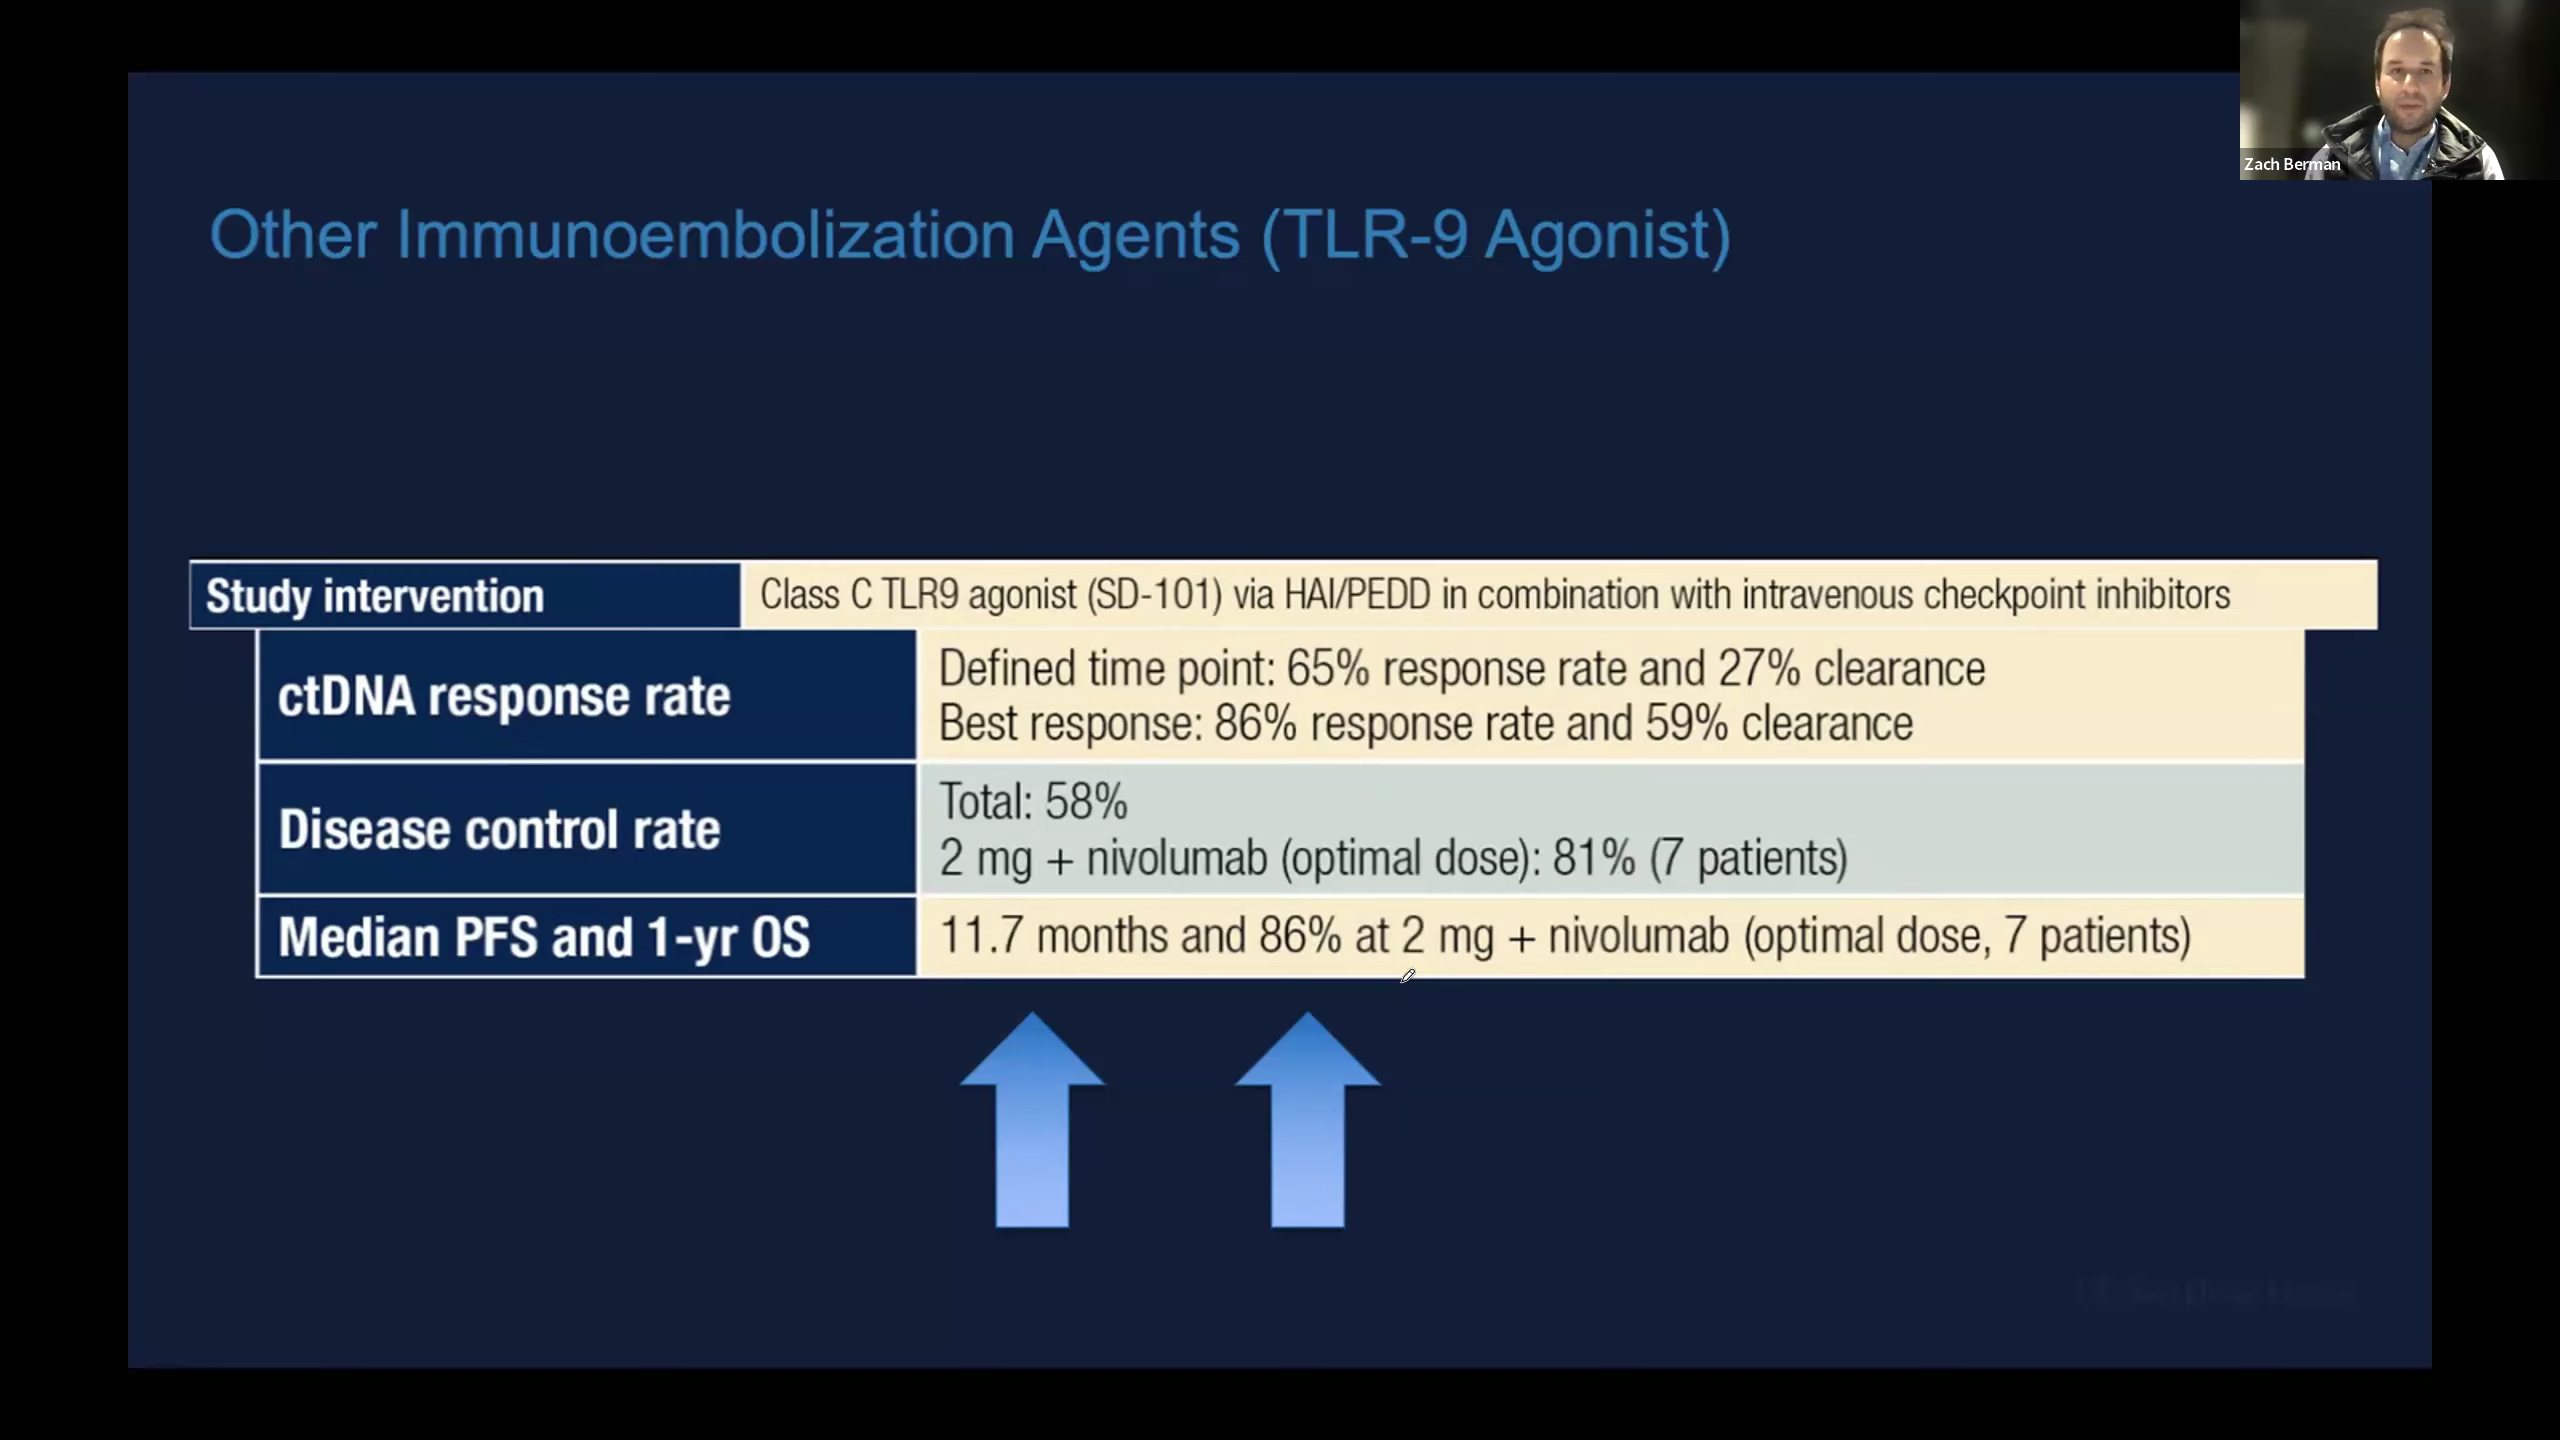 Zach Berman
Other Immunoembolization Agents (TLR-9 Agonist)
Study intervention
Class C TLR9 agonist (SD-101) via HAI/PEDD in combination with intravenous checkpoint inhibitors
ctDNA response rate
Defined time point: 65% response rate and 27% clearance
Best response: 86% response rate and 59% clearance
Disease control rate
Total: 58%
2 mg + nivolumab (optimal dose): 81% (7 patients)
Median PFS and 1-yr OS
11.7 months and 86% at 2 mg + nivolumab (optimal dose, 7 patients)